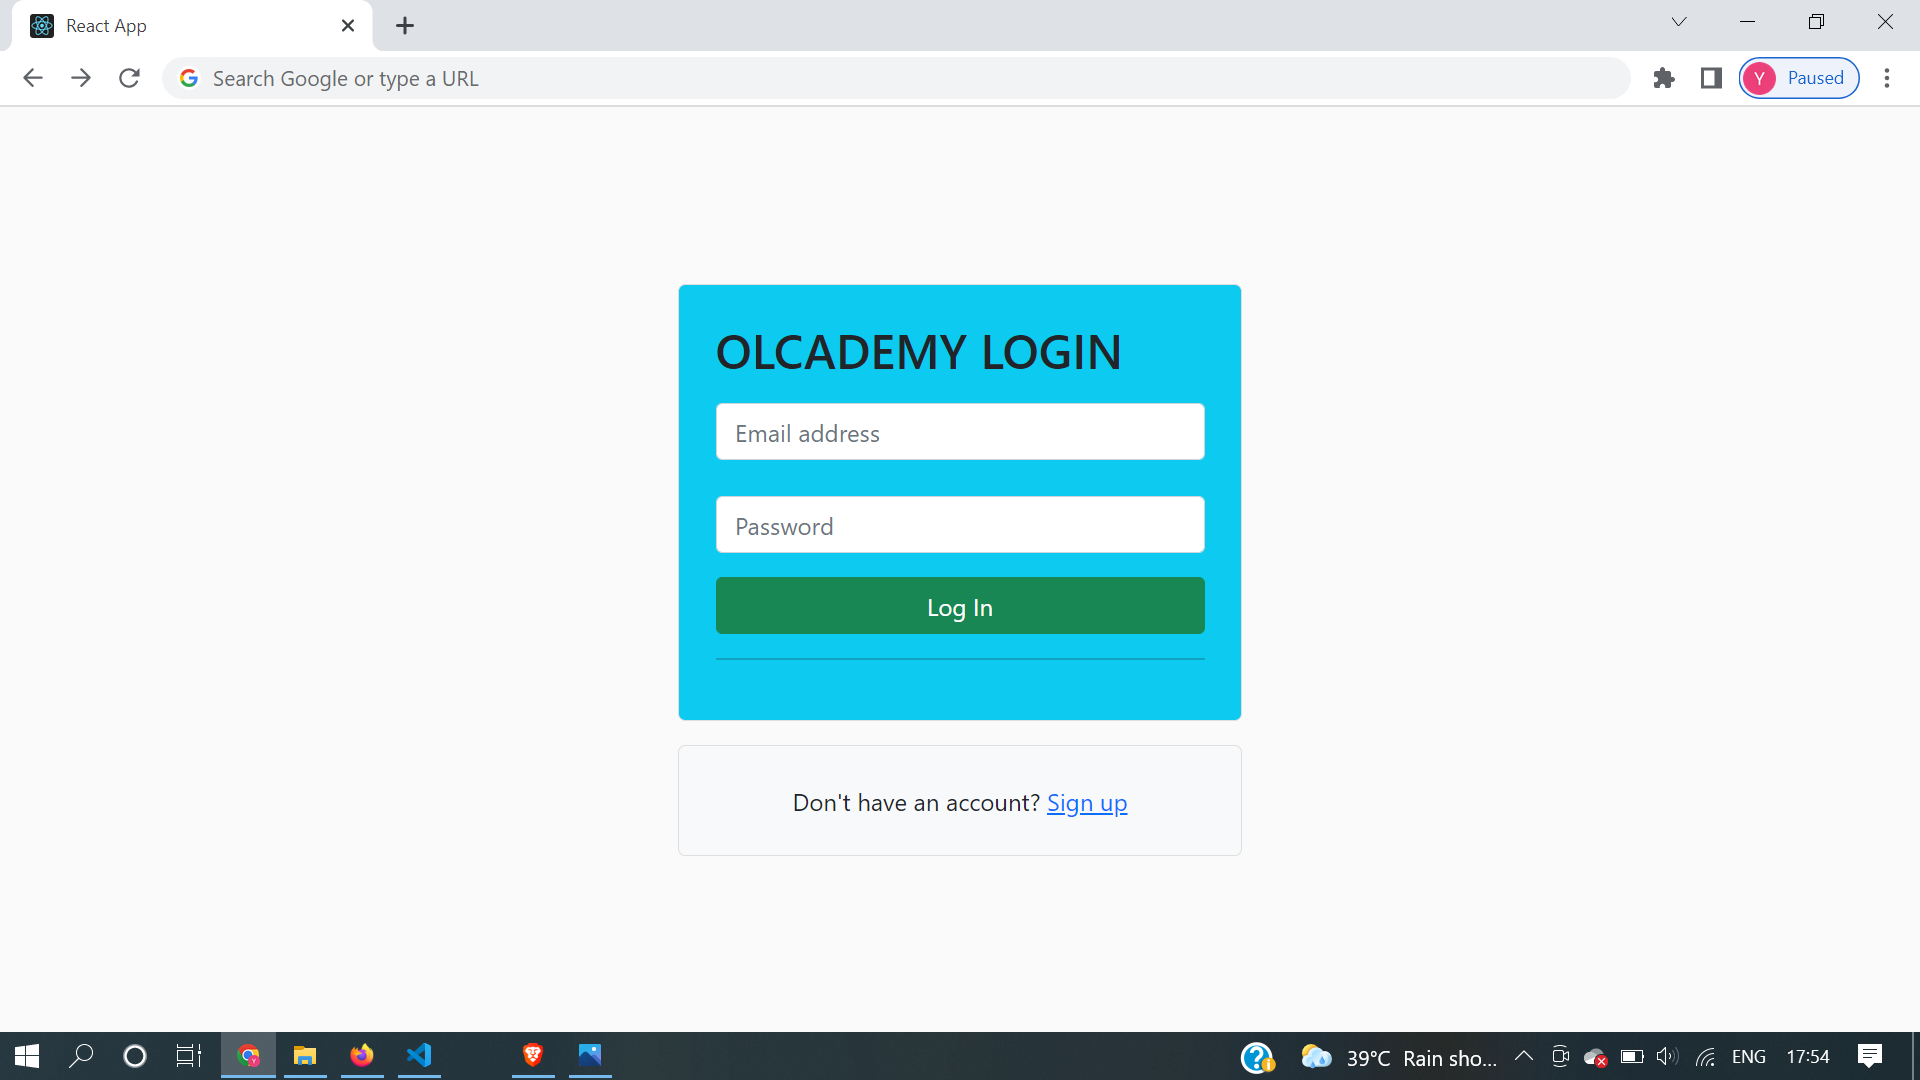 React App
Search Google or type a URL
Y Paused
OLCADEMY LOGIN
Email address
Password
Log In
Don't have an account? Sign up
39°C Rain sho... ENG 17:54